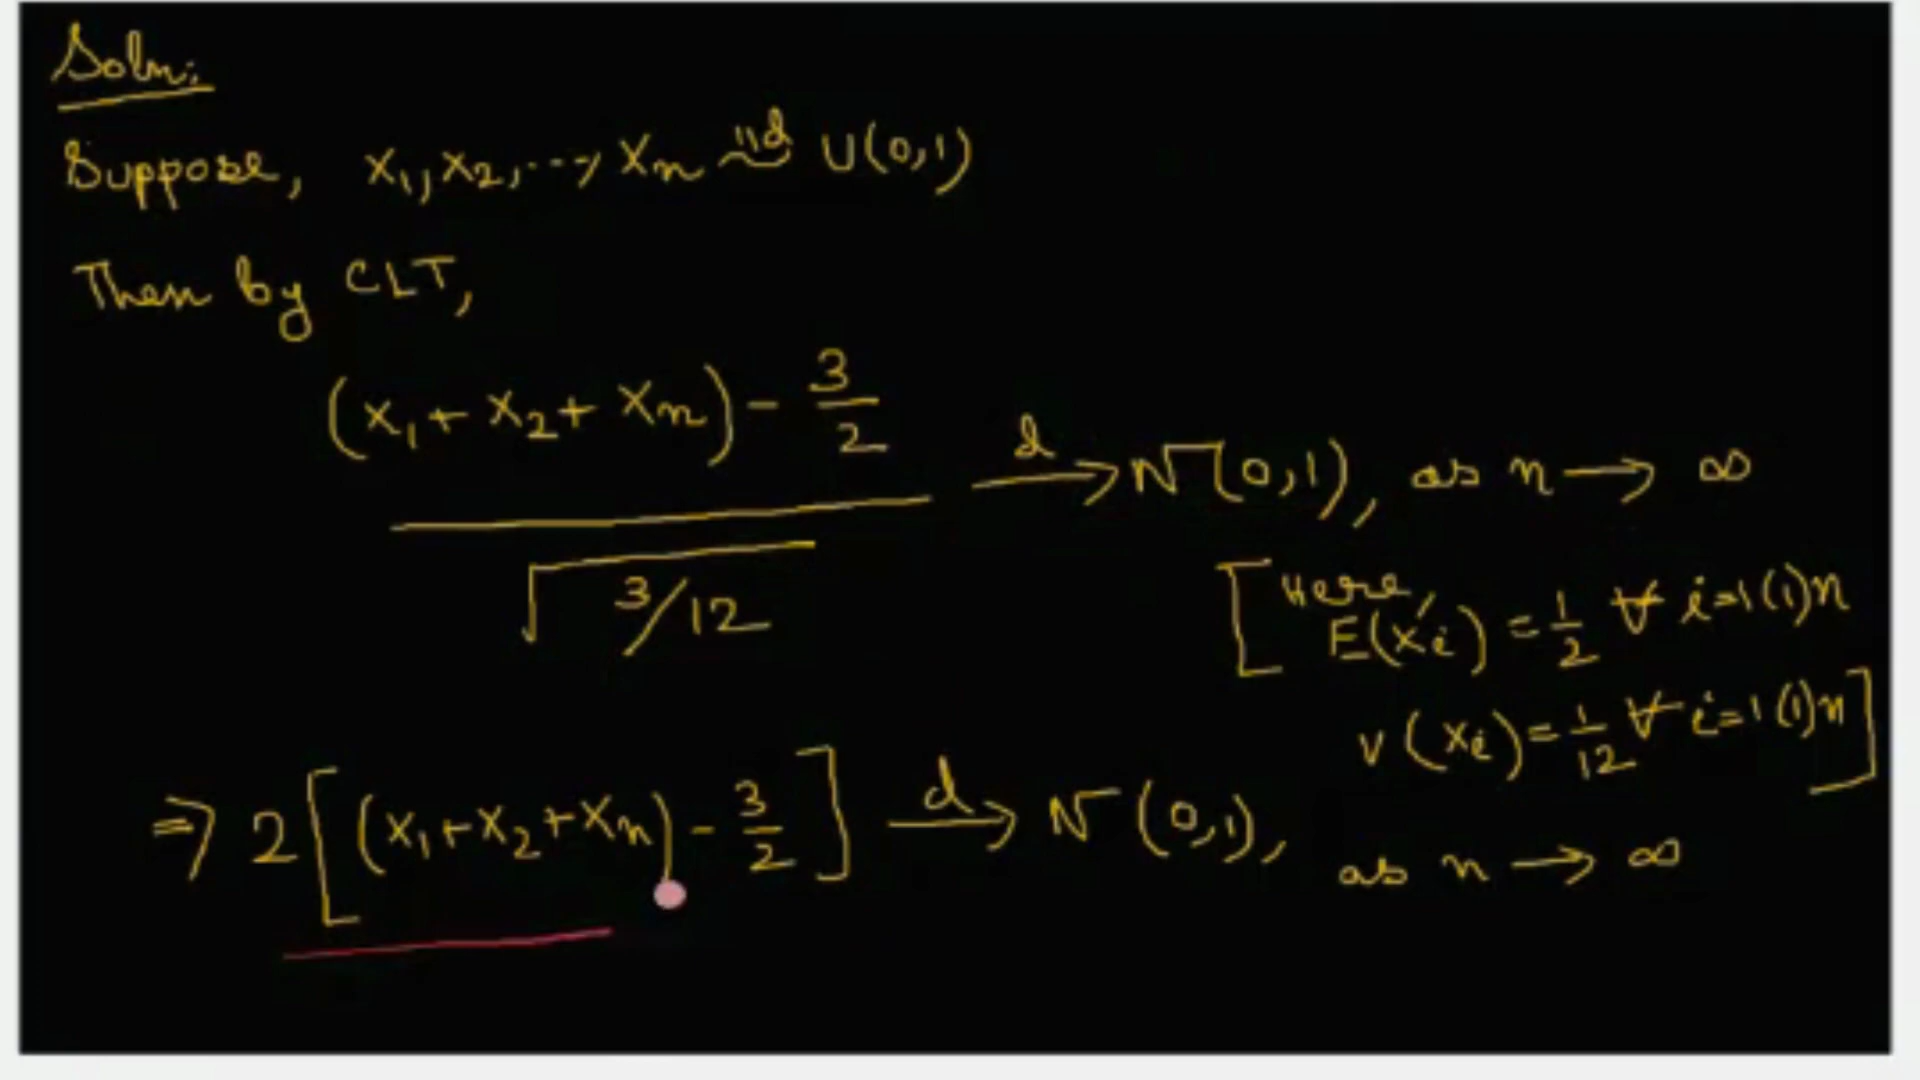 Soln:
Suppose, X₁, X₂, ..., Xₙ iid~ U(0,1)
Then by CLT,
((X₁ + X₂ + Xₙ) - 3/2) / √(3/12) →d N(0,1), as n → ∞
[Here, E(Xᵢ) = 1/2 ∀ i=1(1)n
V(Xᵢ) = 1/12 ∀ i=1(1)n]
⇒ 2[(X₁+X₂+Xₙ) - 3/2] →d N(0,1), as n → ∞